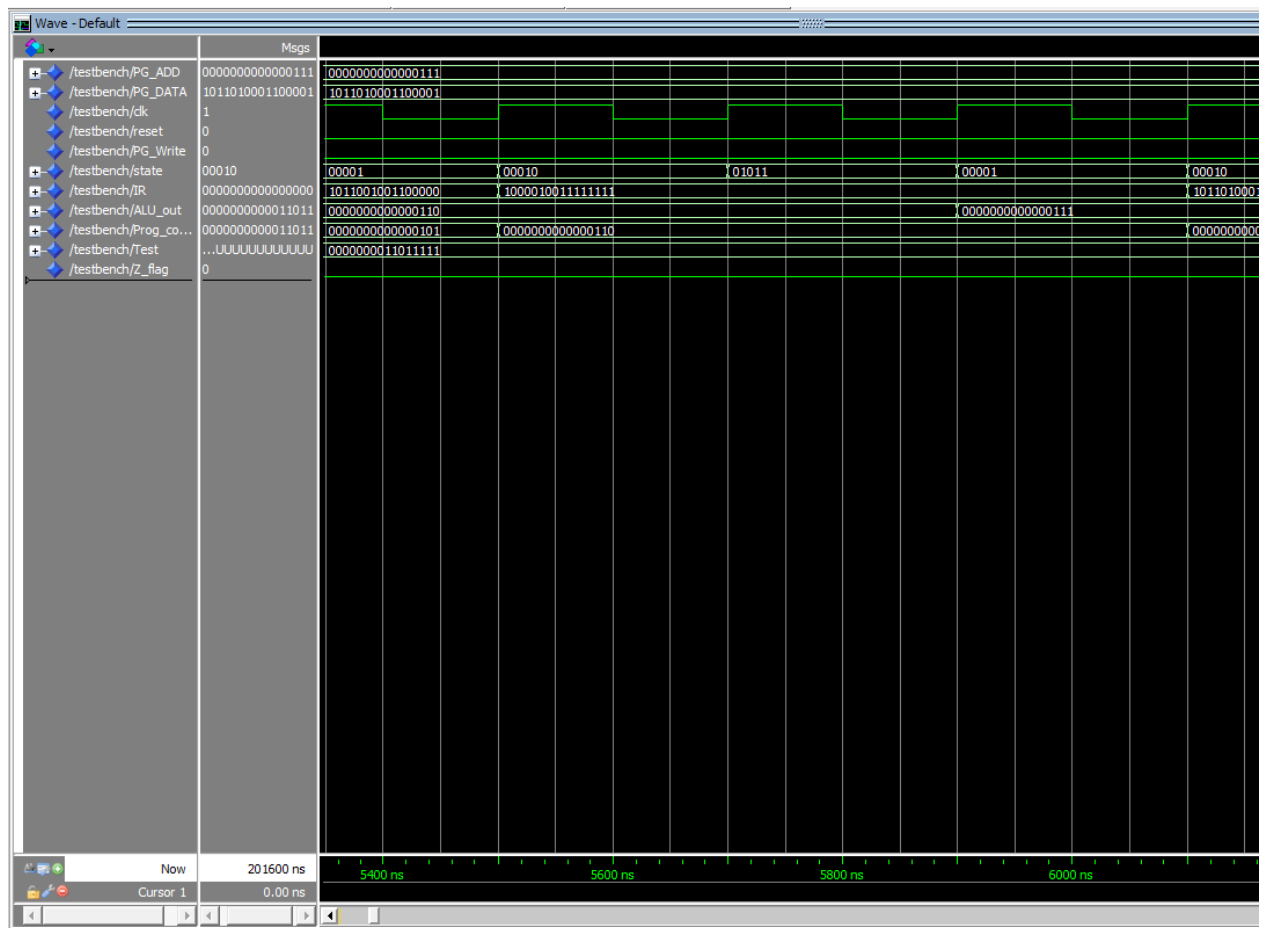 Wave - Default
Msgs
/testbench/PG_ADD 0000000000000111 0000000000000111
/testbench/PG_DATA 1011010001100001 1011010001100001
/testbench/clk 1
/testbench/reset 0
/testbench/PG_Write 0
/testbench/state 00010 00001 00010 01011 00001 00010
/testbench/IR 0000000000000000 1011001001100000 1000010011111111 1011010001
/testbench/ALU_out 0000000000011011 0000000000000110 0000000000000111
/testbench/Prog_co... 0000000000011011 0000000000000101 0000000000000110 0000000000
/testbench/Test ...UUUUUUUUUUUU 0000000011011111
/testbench/Z_flag 0
Now 201600 ns 5400 ns 5600 ns 5800 ns 6000 ns
Cursor 1 0.00 ns